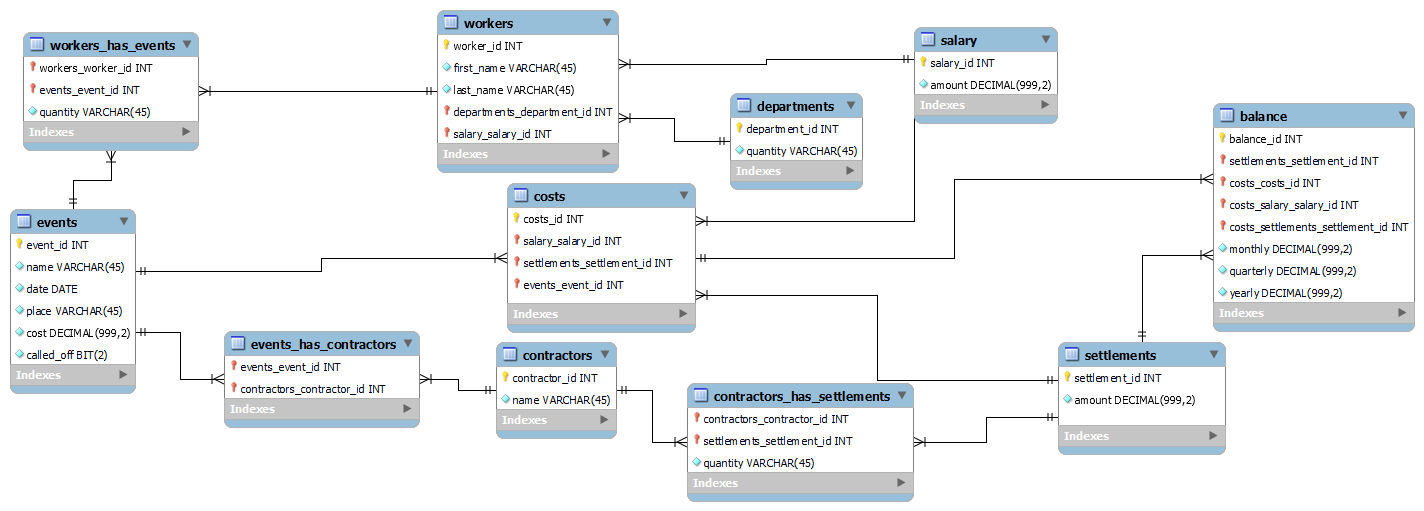 workers_has_events
workers_worker_id INT
events_event_id INT
quantity VARCHAR(45)
Indexes
workers
worker_id INT
first_name VARCHAR(45)
last_name VARCHAR(45)
departments_department_id INT
salary_salary_id INT
Indexes
salary
salary_id INT
amount DECIMAL(999,2)
Indexes
departments
department_id INT
quantity VARCHAR(45)
Indexes
balance
balance_id INT
settlements_settlement_id INT
costs_costs_id INT
costs_salary_salary_id INT
costs_settlements_settlement_id INT
monthly DECIMAL(999,2)
quarterly DECIMAL(999,2)
yearly DECIMAL(999,2)
Indexes
costs
costs_id INT
salary_salary_id INT
settlements_settlement_id INT
events_event_id INT
Indexes
events
event_id INT
name VARCHAR(45)
date DATE
place VARCHAR(45)
cost DECIMAL(999,2)
called_off BIT(2)
Indexes
events_has_contractors
events_event_id INT
contractors_contractor_id INT
Indexes
contractors
contractor_id INT
name VARCHAR(45)
Indexes
contractors_has_settlements
contractors_contractor_id INT
settlements_settlement_id INT
quantity VARCHAR(45)
Indexes
settlements
settlement_id INT
amount DECIMAL(999,2)
Indexes